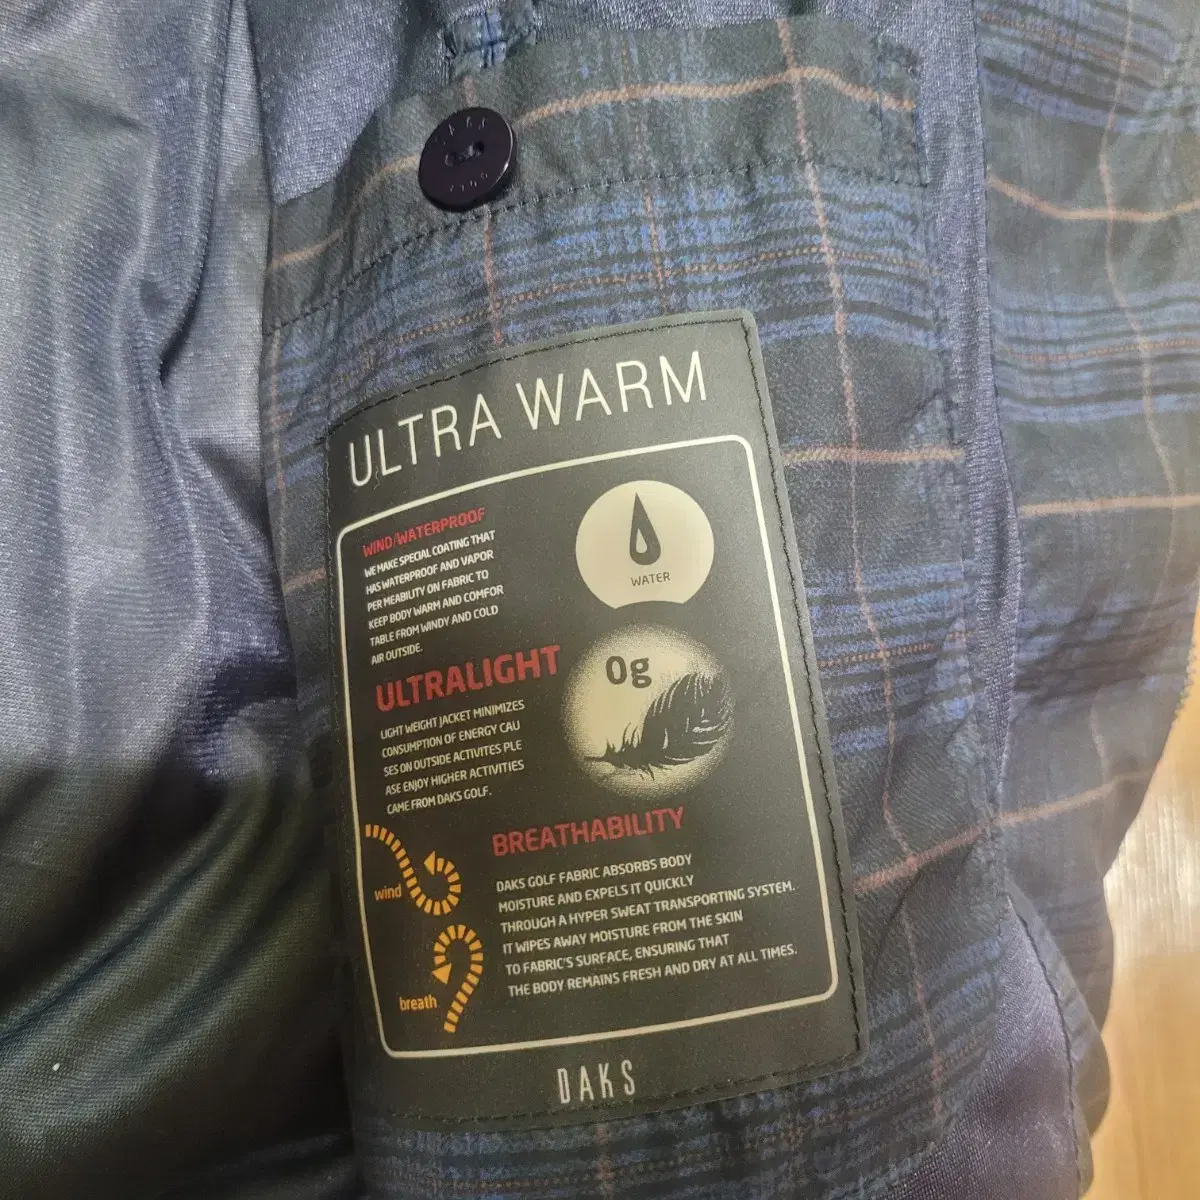 DAKS
ULTRA WARM
WIND/WATERPROOF
WE MAKE SPECIAL COATING THAT
HAS WATERPROOF AND VAPOR
PER MEABILITY ON FABRIC TO
KEEP BODY WARM AND COMFOR
TABLE FROM WINDY AND COLD
AIR OUTSIDE.
WATER
ULTRALIGHT
LIGHT WEIGHT JACKET MINIMIZES
CONSUMPTION OF ENERGY CAU
SES ON OUTSIDE ACTIVITES PLE
ASE ENJOY HIGHER ACTIVITIES
CAME FROM DAKS GOLF.
0g
wind
breath
BREATHABILITY
DAKS GOLF FABRIC ABSORBS BODY
MOISTURE AND EXPELS IT QUICKLY
THROUGH A HYPER SWEAT TRANSPORTING SYSTEM.
IT WIPES AWAY MOISTURE FROM THE SKIN
TO FABRIC'S SURFACE, ENSURING THAT
THE BODY REMAINS FRESH AND DRY AT ALL TIMES.
DAKS